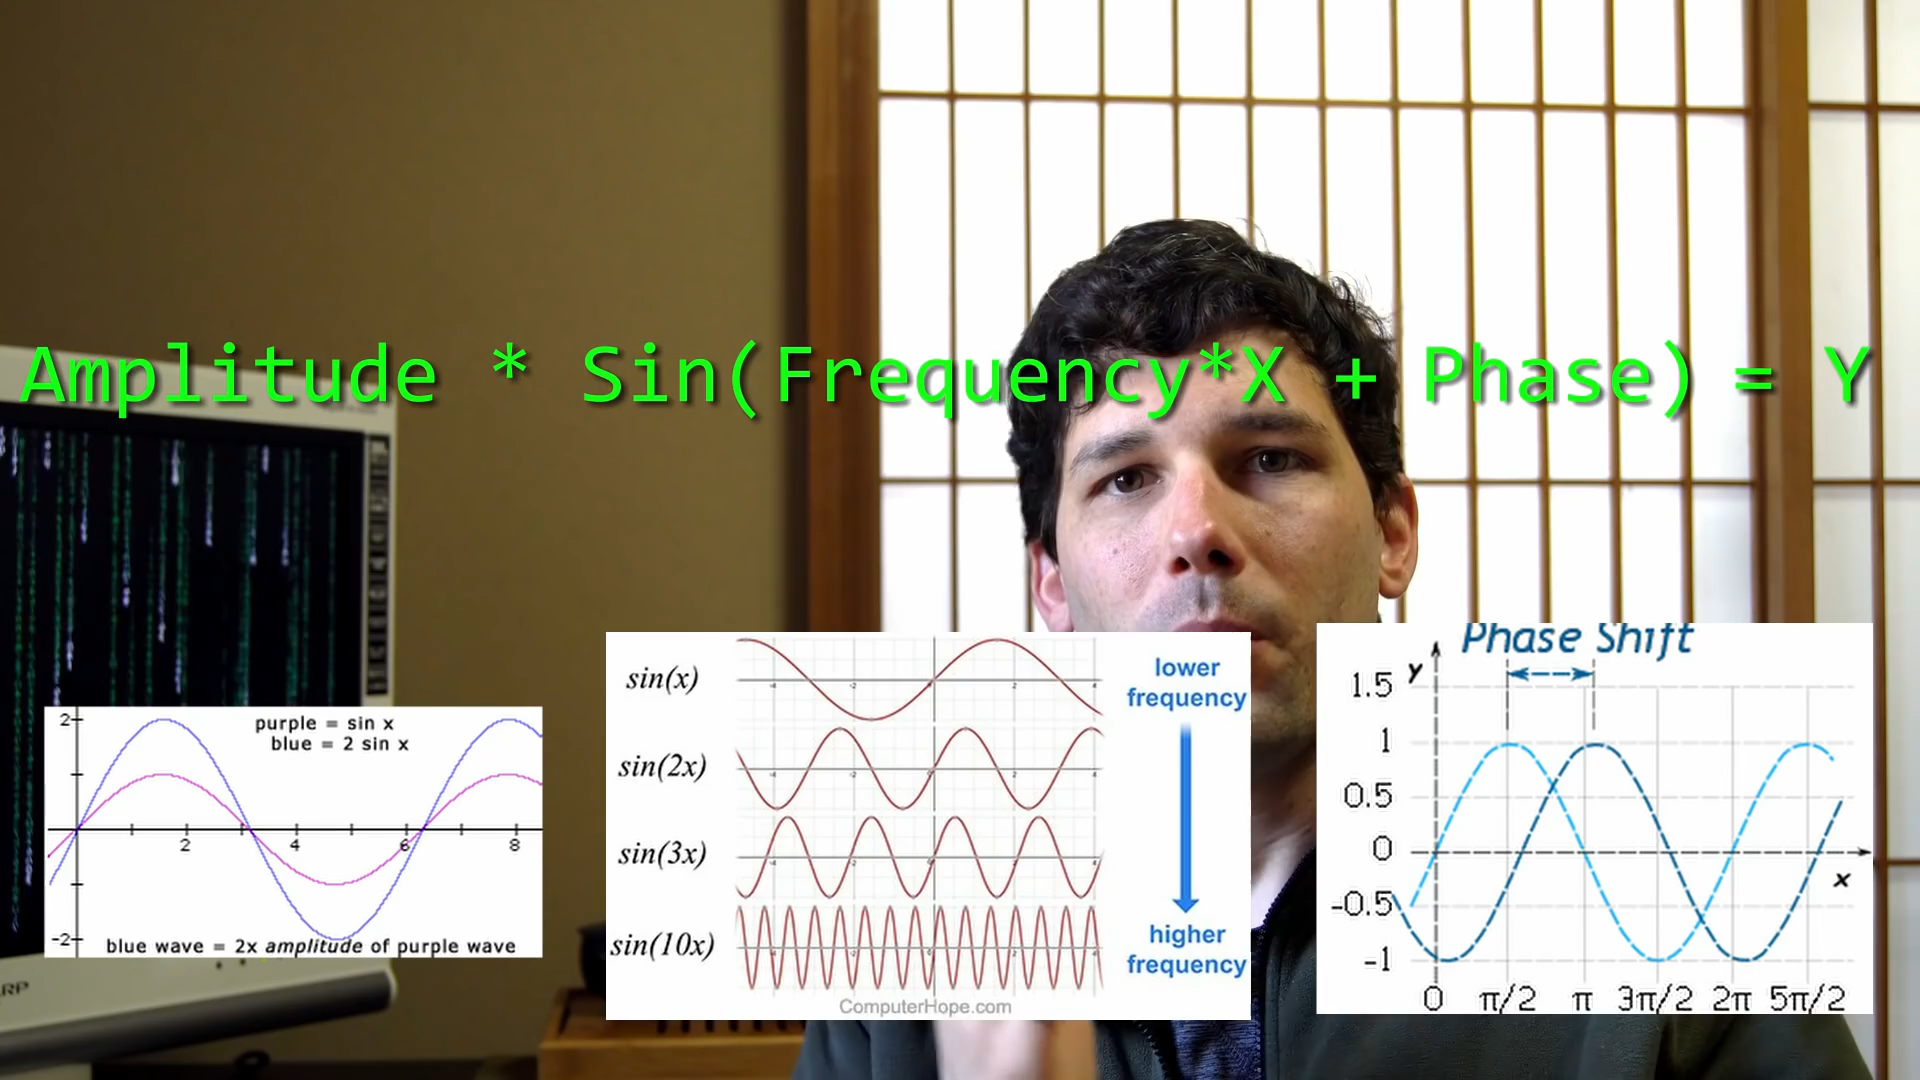 Amplitude * Sin(Frequency*X + Phase) = Y
purple = sin x
blue = 2 sin x
2
2
4
6
8
-2
blue wave = 2x amplitude of purple wave
sin(x)
sin(2x)
sin(3x)
sin(10x)
lower
frequency
higher
frequency
ComputerHope.com
Phase Shift
Y
1.5
1
0.5
0
-0.5
-1
x
0 π/2 π 3π/2 2π 5π/2
RP